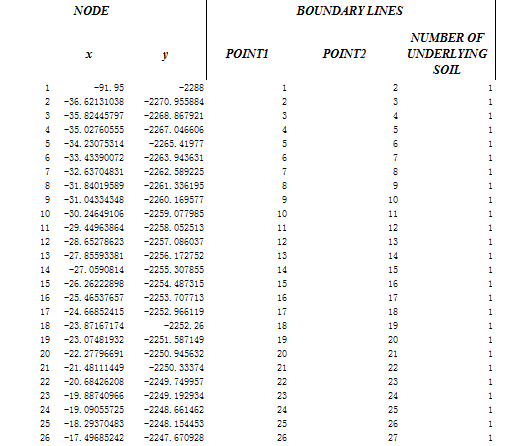 NODE BOUNDARY LINES
x y POINT1 POINT2 NUMBER OF UNDERLYING SOIL
1 -91.95 -2288 1 2 1
2 -36.62131038 -2270.955884 2 3 1
3 -35.82445797 -2268.867921 3 4 1
4 -35.02760555 -2267.046606 4 5 1
5 -34.23075314 -2265.41977 5 6 1
6 -33.43390072 -2263.943631 6 7 1
7 -32.63704831 -2262.589225 7 8 1
8 -31.84019589 -2261.336195 8 9 1
9 -31.04334348 -2260.169577 9 10 1
10 -30.24649106 -2259.077985 10 11 1
11 -29.44963864 -2258.052513 11 12 1
12 -28.65278623 -2257.086037 12 13 1
13 -27.85593381 -2256.172752 13 14 1
14 -27.0590814 -2255.307855 14 15 1
15 -26.26222898 -2254.487315 15 16 1
16 -25.46537657 -2253.707713 16 17 1
17 -24.66852415 -2252.966119 17 18 1
18 -23.87167174 -2252.26 18 19 1
19 -23.07481932 -2251.587149 19 20 1
20 -22.27796691 -2250.945632 20 21 1
21 -21.48111449 -2250.33374 21 22 1
22 -20.68426208 -2249.749957 22 23 1
23 -19.88740966 -2249.192934 23 24 1
24 -19.09055725 -2248.661462 24 25 1
25 -18.29370483 -2248.154453 25 26 1
26 -17.49685242 -2247.670928 26 27 1